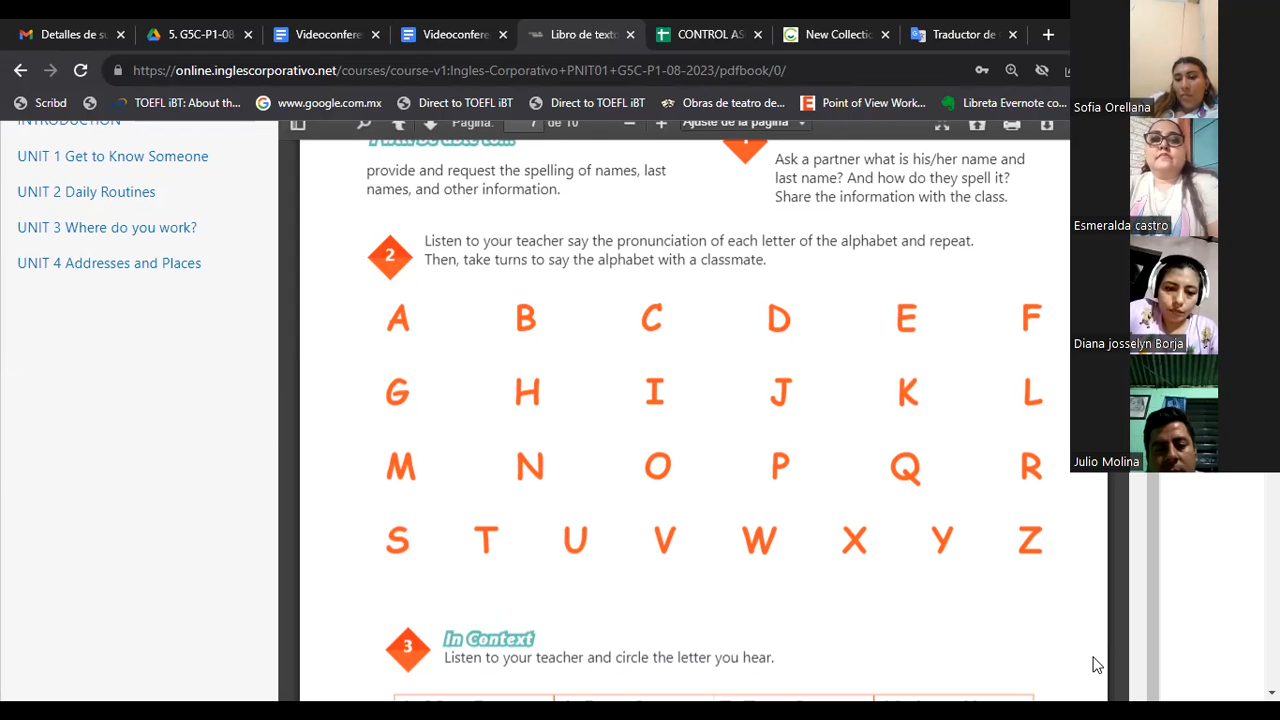 Detalles de su
5. G5C-P1-08
Videoconfere
Videoconfere
Libro de texto
CONTROL AS
New Collectio
Traductor de
https://online.inglescorporativo.net/courses/course-v1:Ingles-Corporativo+PNIT01+G5C-P1-08-2023/pdfbook/0/
Scribd
TOEFL iBT: About th...
www.google.com.mx
Direct to TOEFL iBT
Direct to TOEFL iBT
Obras de teatro de...
Point of View Work...
Libreta Evernote co...
INTRODUCTION
UNIT 1 Get to Know Someone
UNIT 2 Daily Routines
UNIT 3 Where do you work?
UNIT 4 Addresses and Places
Página: 7 de 10
Ajuste de la página
I will be able to...
provide and request the spelling of names, last
names, and other information.
1
Ask a partner what is his/her name and
last name? And how do they spell it?
Share the information with the class.
2
Listen to your teacher say the pronunciation of each letter of the alphabet and repeat.
Then, take turns to say the alphabet with a classmate.
A B C D E F
G H I J K L
M N O P Q R
S T U V W X Y Z
3
In Context
Listen to your teacher and circle the letter you hear.
Sofia Orellana
Esmeralda castro
Diana josselyn Borja
Julio Molina